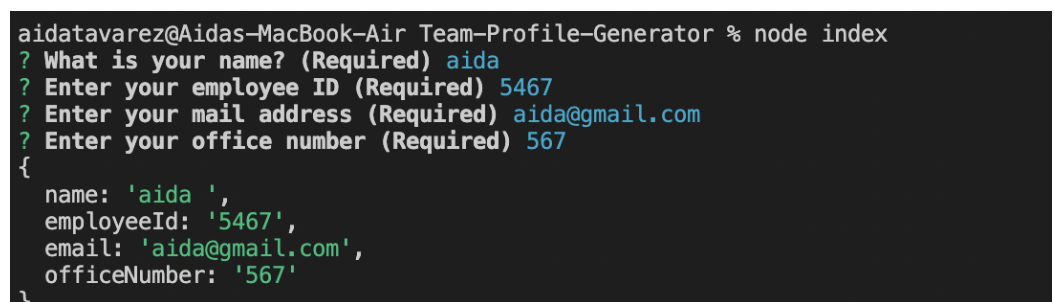 aidatavarez@Aidas-MacBook-Air Team-Profile-Generator % node index
? What is your name? (Required) aida
? Enter your employee ID (Required) 5467
? Enter your mail address (Required) aida@gmail.com
? Enter your office number (Required) 567
{
  name: 'aida ',
  employeeId: '5467',
  email: 'aida@gmail.com',
  officeNumber: '567'
}